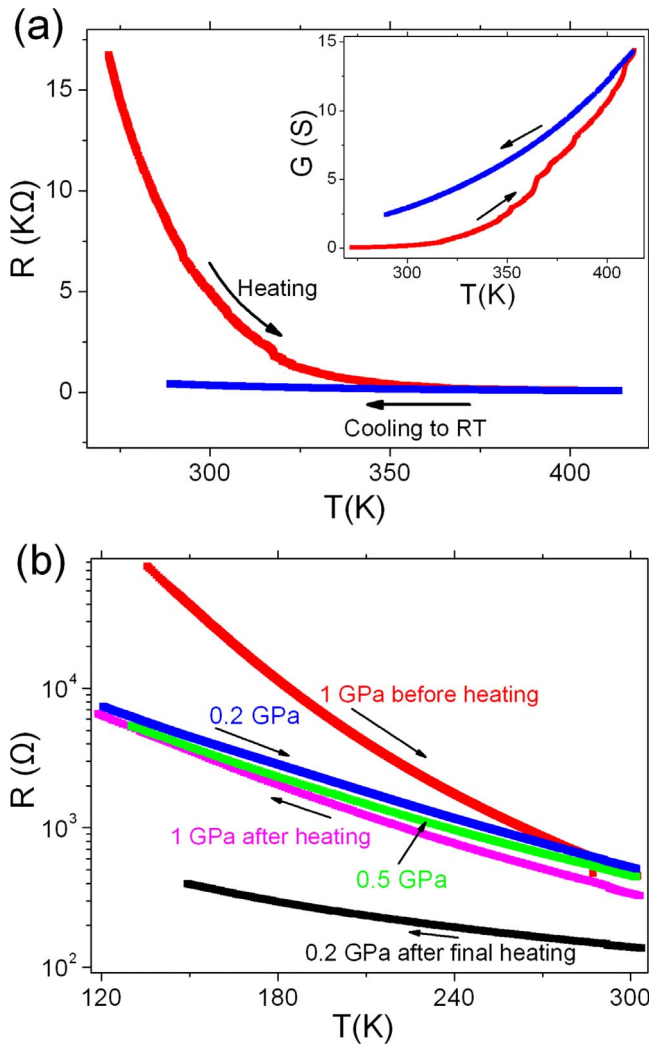 (a)
15
10
5
0
R (KΩ)
Heating
Cooling to RT
300
350
400
T(K)
15
10
5
0
G (S)
300
350
400
T(K)
(b)
10⁴
10³
10²
R (Ω)
1 GPa before heating
0.2 GPa
1 GPa after heating
0.5 GPa
0.2 GPa after final heating
120
180
240
300
T(K)